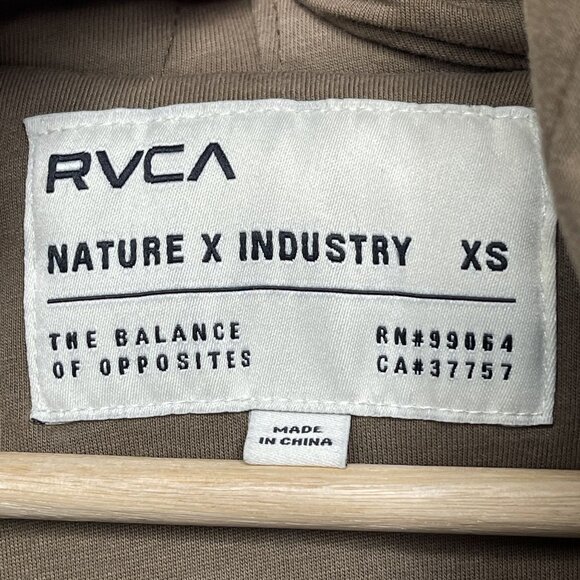 RVCA
NATURE X INDUSTRY XS
THE BALANCE
OF OPPOSITES
RN#99064
CA#37757
MADE
IN CHINA